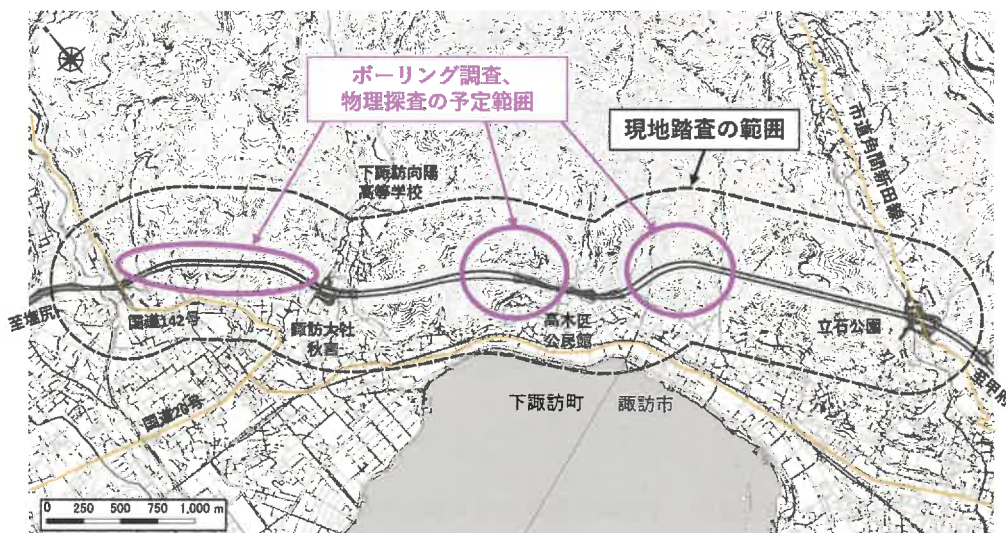 ボーリング調査、
物理探査の予定範囲
現地踏査の範囲
市道角間新田線
下諏訪向陽
高等学校
至塩尻
国道142号
諏訪大社
秋宮
高木区
公民館
立石公園
至甲府
国道20号
下諏訪町
諏訪市
0 250 500 750 1,000 m